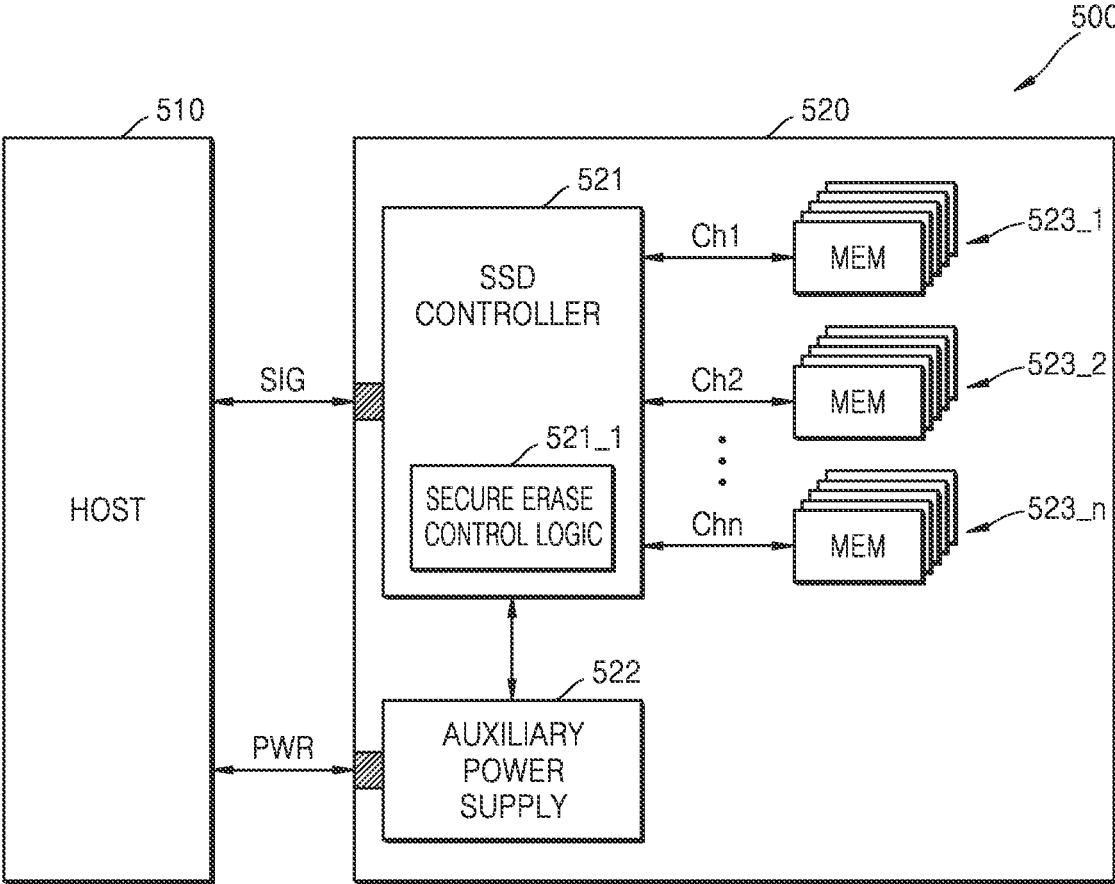 500
510
520
521
Ch1
523_1
MEM
SSD
CONTROLLER
SIG
Ch2
523_2
MEM
521_1
HOST
SECURE ERASE
CONTROL LOGIC
Chn
523_n
MEM
522
PWR
AUXILIARY
POWER
SUPPLY